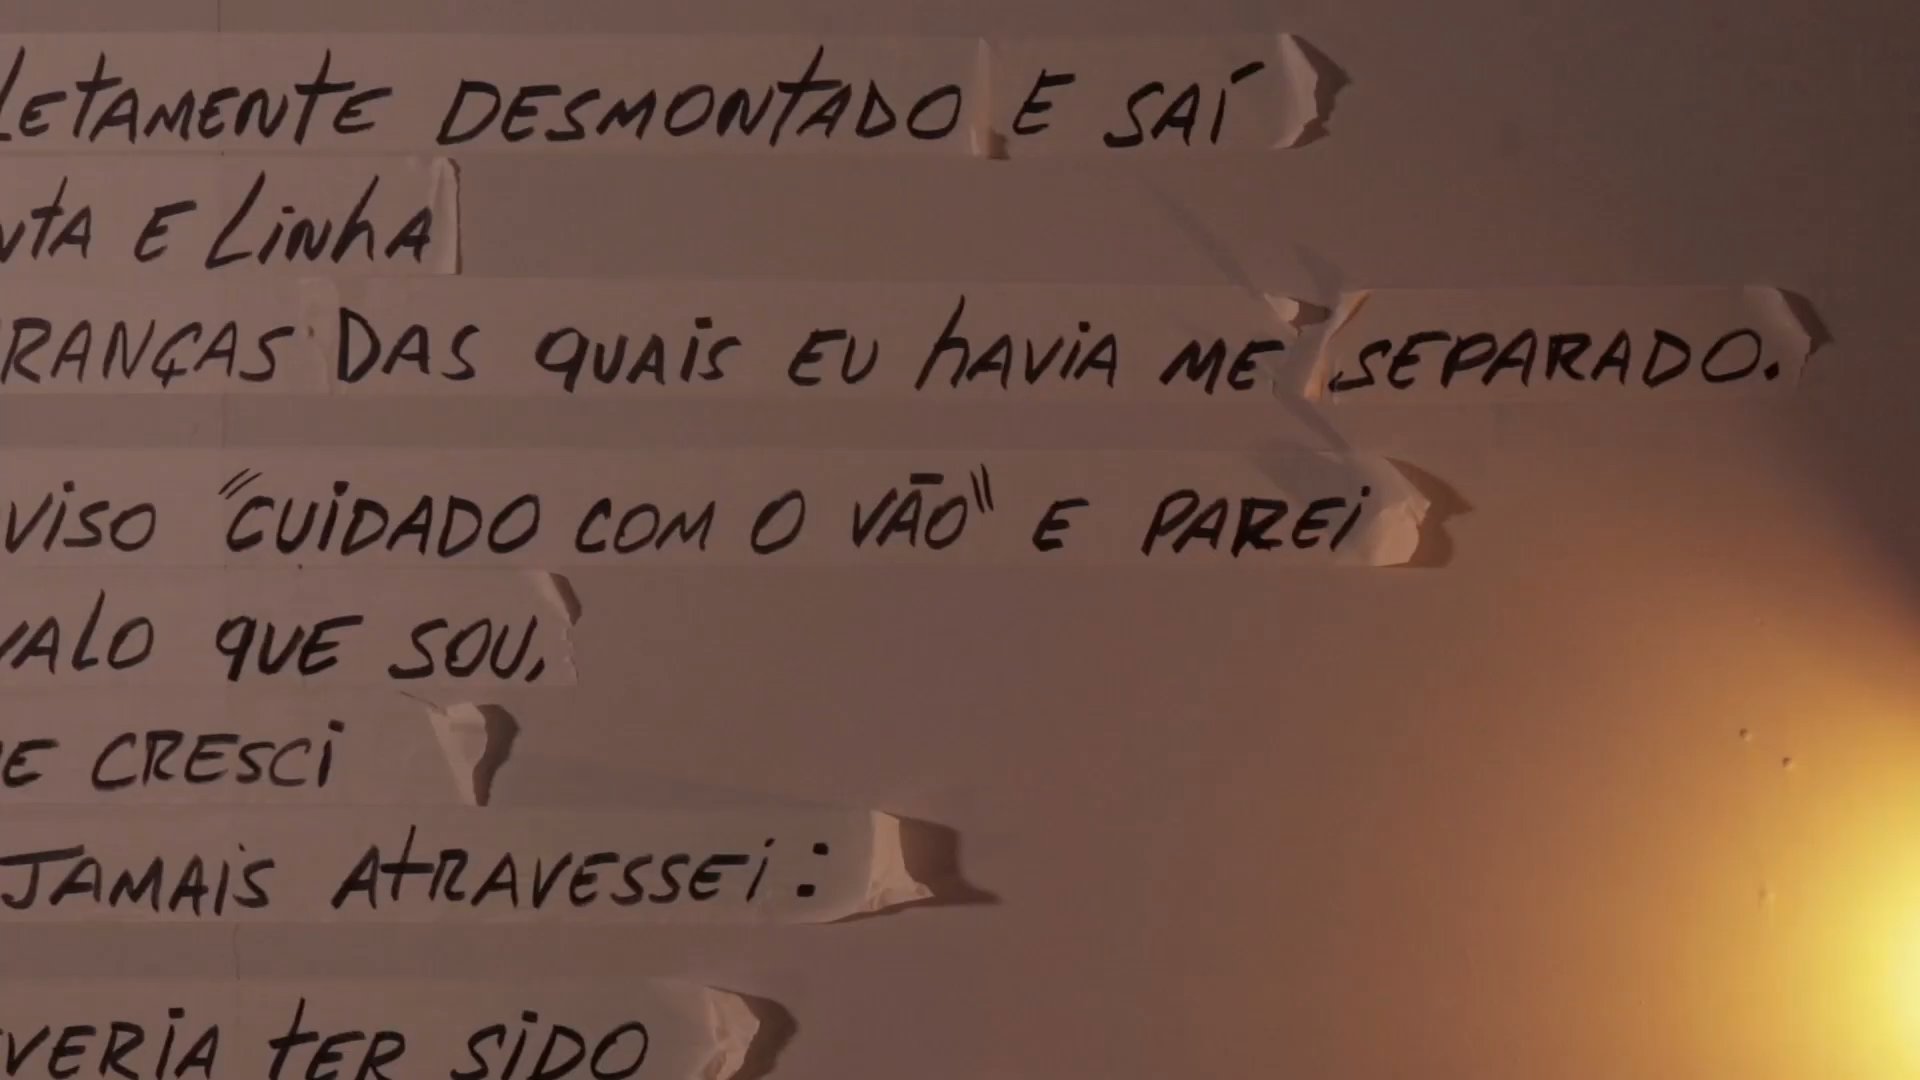 LETAMENTE DESMONTADO E SAÍ
NTA E LINHA
RANÇAS DAS QUAIS EU HAVIA ME SEPARADO.
VISO "CUIDADO COM O VÃO" E PAREI
VALO QUE SOU,
E CRESCI
JAMAIS ATRAVESSEI:
VERIA TER SIDO